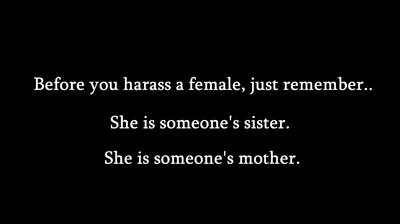 Before you harass a female, just remember..
She is someone's sister.
She is someone's mother.